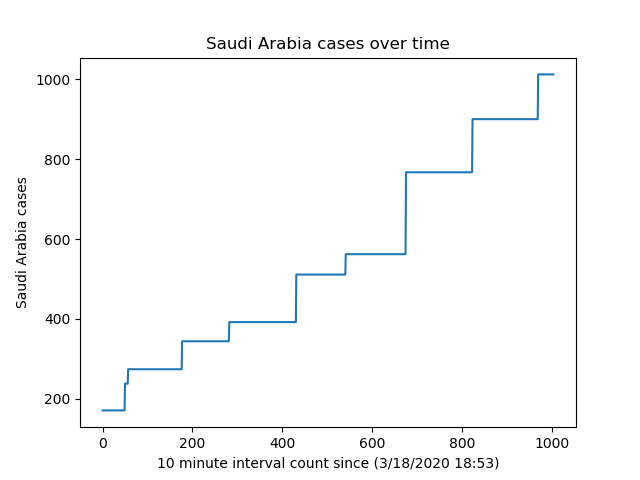 Saudi Arabia cases over time
1000
800
600
400
200
Saudi Arabia cases
0 200 400 600 800 1000
10 minute interval count since (3/18/2020 18:53)